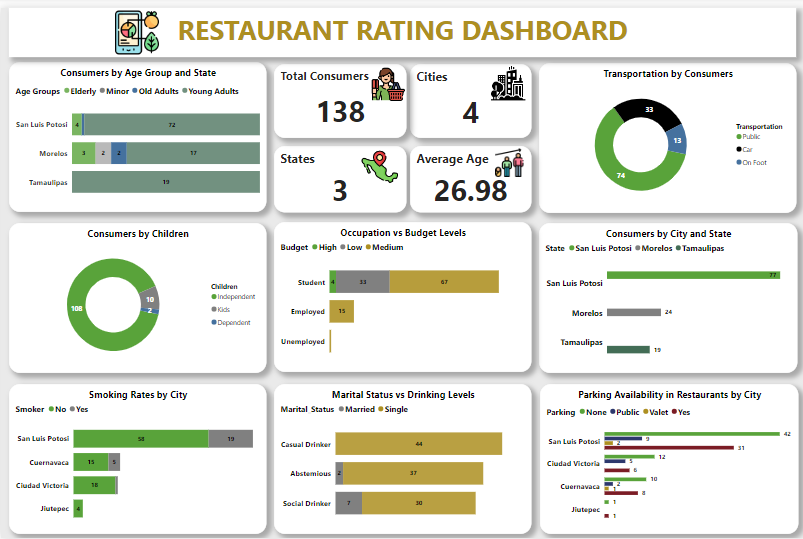 RESTAURANT RATING DASHBOARD
Consumers by Age Group and State
Age Groups Elderly Minor Old Adults Young Adults
San Luis Potosi 4 72
Morelos 3 2 2 17
Tamaulipas 19
Total Consumers
138
Cities
4
States
3
Average Age
26.98
Transportation by Consumers
33
13
74
Transportation
Public
Car
On Foot
Consumers by Children
108
10
2
Children
Independent
Kids
Dependent
Occupation vs Budget Levels
Budget High Low Medium
Student 4 33 67
Employed 15
Unemployed
Consumers by City and State
State San Luis Potosi Morelos Tamaulipas
San Luis Potosi 77
Morelos 24
Tamaulipas 19
Smoking Rates by City
Smoker No Yes
San Luis Potosi 58 19
Cuernavaca 15 5
Ciudad Victoria 18
Jiutepec 4
Marital Status vs Drinking Levels
Marital Status Married Single
Casual Drinker 44
Abstemious 2 37
Social Drinker 7 30
Parking Availability in Restaurants by City
Parking None Public Valet Yes
San Luis Potosi 42 9 2 31
Ciudad Victoria 12 5 6
Cuernavaca 10 2 1 8
Jiutepec 1 1